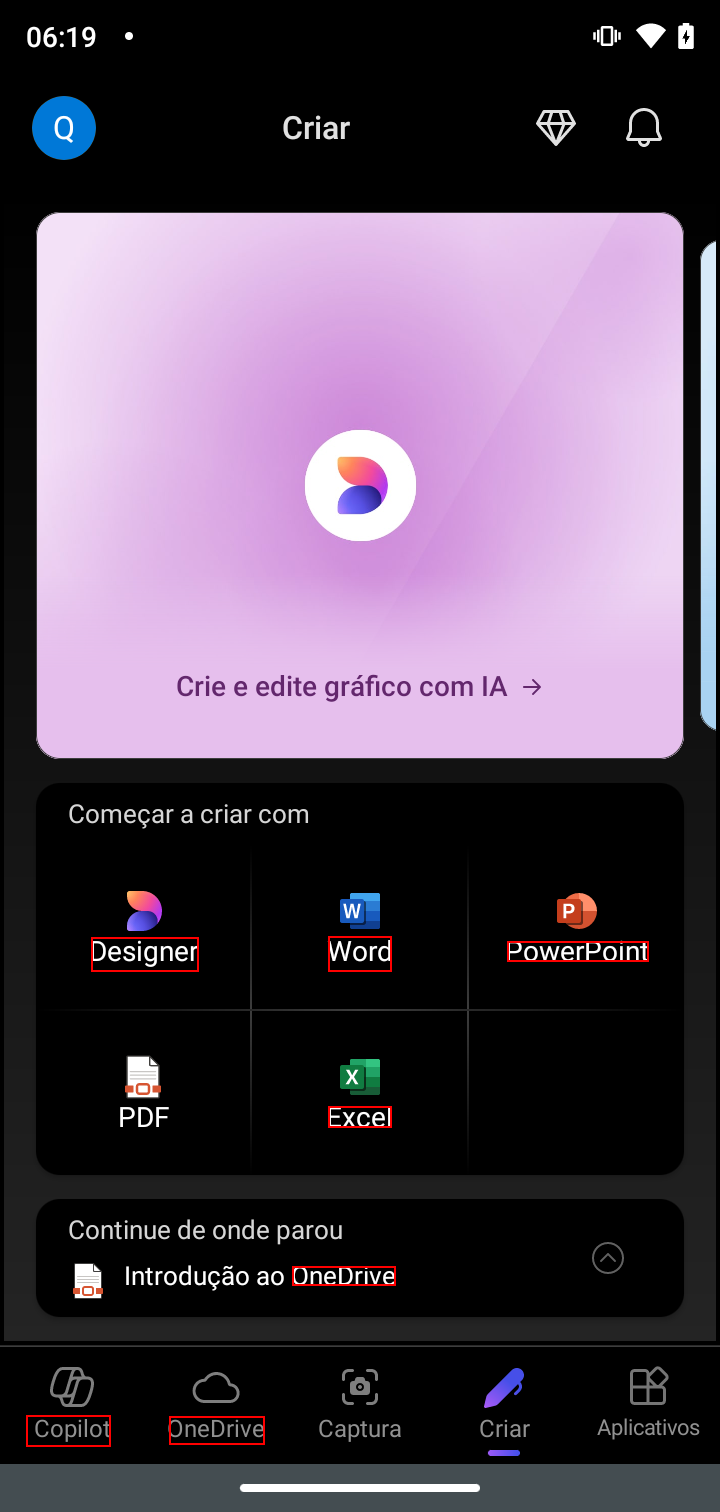 06:19
Q
Criar
Crie e edite gráfico com IA →
Começar a criar com
Designer
W
Word
P
PowerPoint
PDF
X
Excel
Continue de onde parou
Introdução ao OneDrive
Copilot
OneDrive
Captura
Criar
Aplicativos